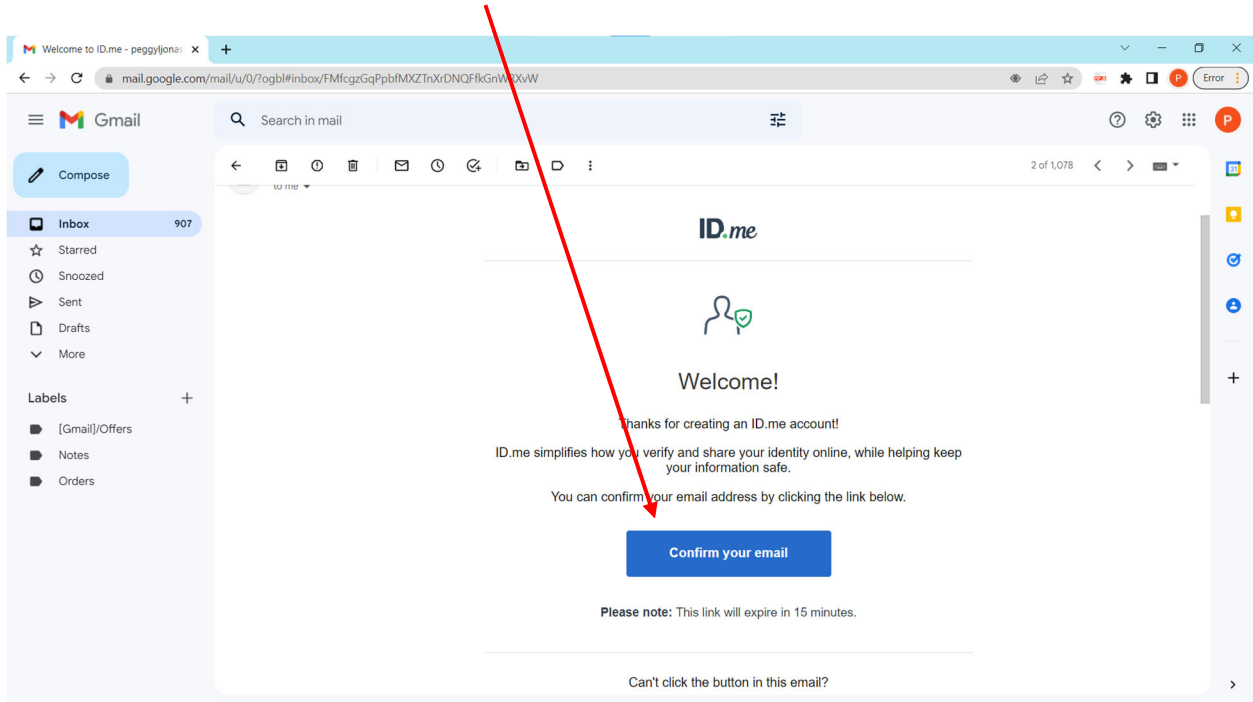 Welcome to ID.me - peggyljonas
mail.google.com/mail/u/0/?ogbl#inbox/
Error
Gmail
Search in mail
P
Compose
2 of 1,078
31
to me
Inbox 907
Starred
Snoozed
Sent
Drafts
More
Labels
[Gmail]/Offers
Notes
Orders
ID.me
Welcome!
Thanks for creating an ID.me account!
ID.me simplifies how you verify and share your identity online, while helping keep
your information safe.
You can confirm your email address by clicking the link below.
Confirm your email
Please note: This link will expire in 15 minutes.
Can't click the button in this email?